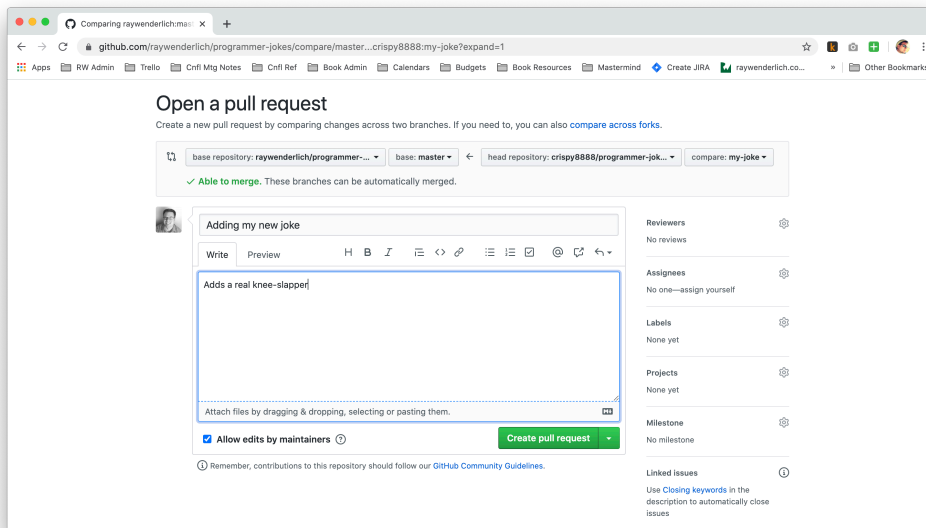 Comparing raywenderlich:mas
github.com/raywenderlich/programmer-jokes/compare/master...crispy8888:my-joke?expand=1
Apps RW Admin Trello Cnfl Mtg Notes Cnfl Ref Book Admin Calendars Budgets Book Resources Mastermind Create JIRA raywenderlich.co... » Other Bookmarks
Open a pull request
Create a new pull request by comparing changes across two branches. If you need to, you can also compare across forks.
base repository: raywenderlich/programmer-... base: master ← head repository: crispy8888/programmer-jok... compare: my-joke
✓ Able to merge. These branches can be automatically merged.
Adding my new joke
Write Preview
Adds a real knee-slapper
Attach files by dragging & dropping, selecting or pasting them.
Allow edits by maintainers
Create pull request
Remember, contributions to this repository should follow our GitHub Community Guidelines.
Reviewers
No reviews
Assignees
No one—assign yourself
Labels
None yet
Projects
None yet
Milestone
No milestone
Linked issues
Use Closing keywords in the
description to automatically close
issues